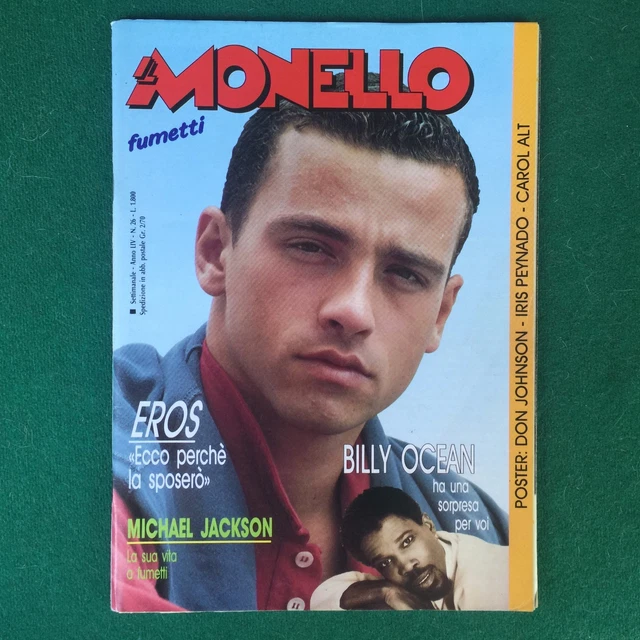 IL MONELLO
fumetti
■ Settimanale - Anno LIV - N. 26 - L. 1.800
Spedizione in abb. postale Gr. 2/70
POSTER: DON JOHNSON - IRIS PEYNADO - CAROL ALT
EROS
«Ecco perchè
la sposerò»
BILLY OCEAN
ha una
sorpresa
per voi
MICHAEL JACKSON
La sua vita
a fumetti